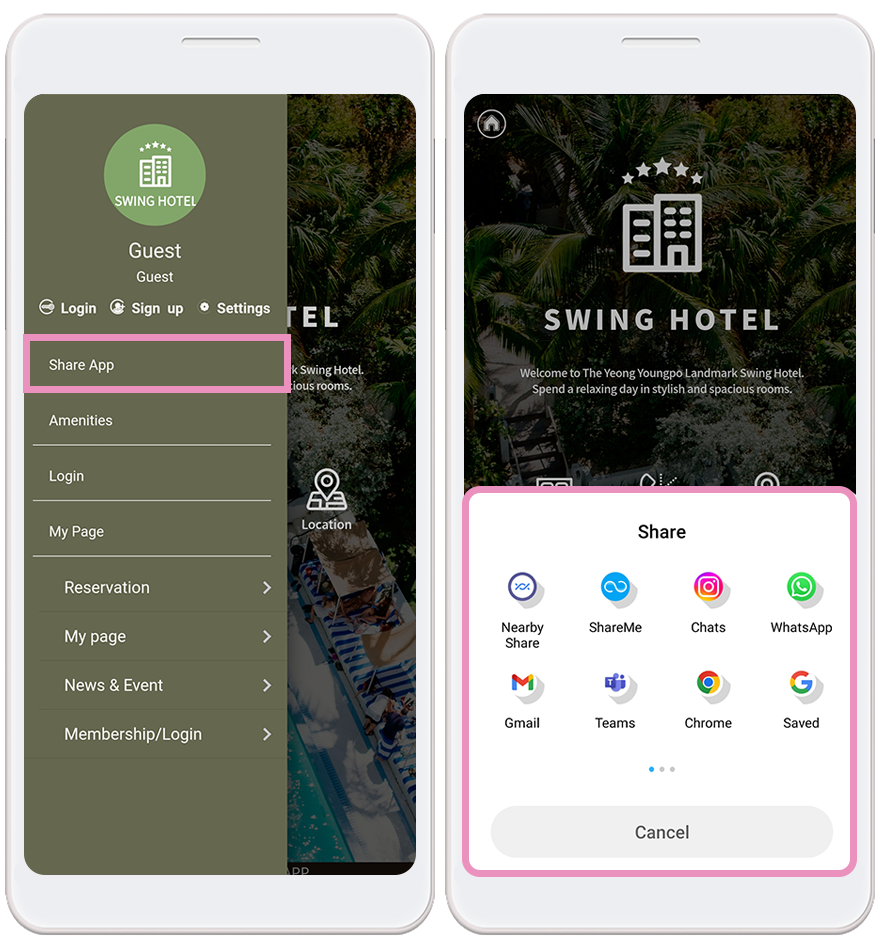 SWING HOTEL
Guest
Guest
Login Sign up Settings
Share App
Amenities
Login
My Page
Reservation
My page
News & Event
Membership/Login
TEL
k Swing Hotel.
cious rooms.
Location
APP
SWING HOTEL
Welcome to The Yeong Youngpo Landmark Swing Hotel.
Spend a relaxing day in stylish and spacious rooms.
Share
Nearby
Share
ShareMe
Chats
WhatsApp
Gmail
Teams
Chrome
Saved
Cancel